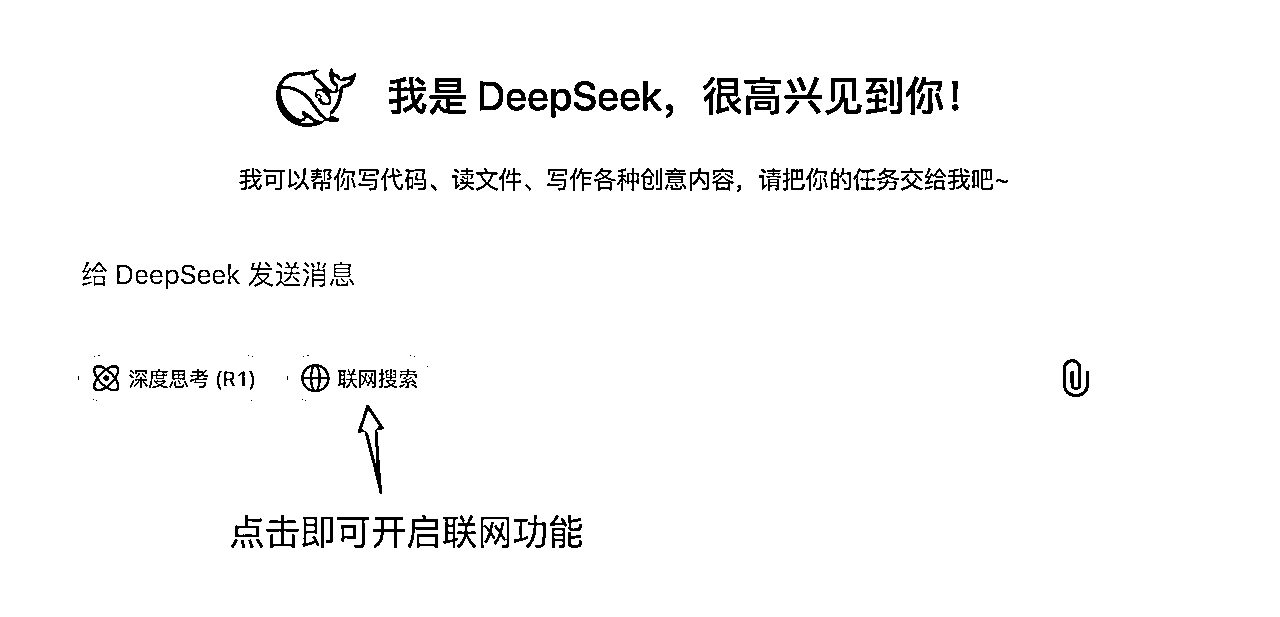 我是 DeepSeek，很高兴见到你！
我可以帮你写代码、读文件、写作各种创意内容，请把你的任务交给我吧~
给 DeepSeek 发送消息
深度思考 (R1) 联网搜索
点击即可开启联网功能